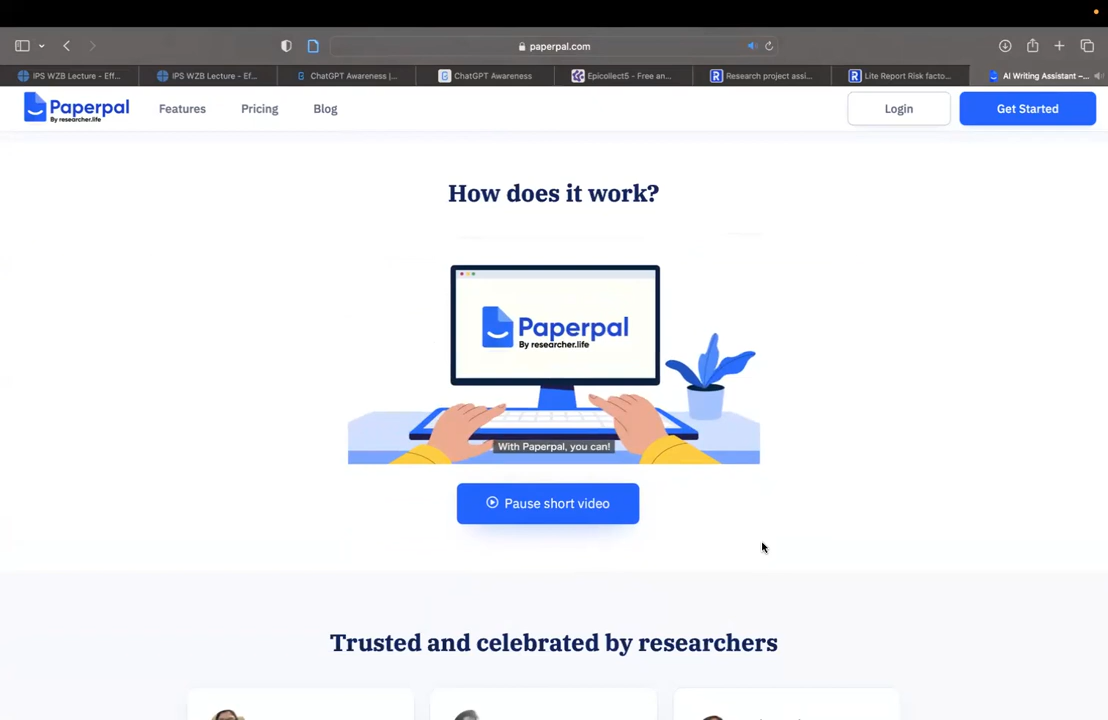 paperpal.com
IPS WZB Lecture - Eff...
IPS WZB Lecture - Ef...
ChatGPT Awareness |...
ChatGPT Awareness
Epicollect5 - Free an...
Research project assi...
Lite Report Risk facto...
AI Writing Assistant –...
Paperpal
By researcher.life
Features
Pricing
Blog
Login
Get Started
How does it work?
Paperpal
By researcher.life
With Paperpal, you can!
Pause short video
Trusted and celebrated by researchers